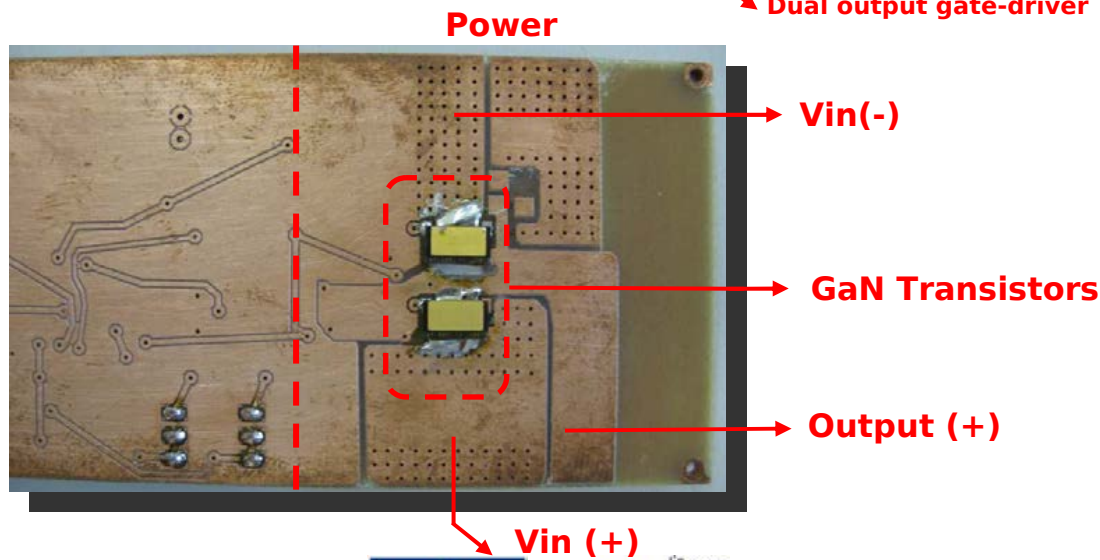 Dual output gate-driver
Power
Vin(-)
GaN Transistors
Output (+)
Vin (+)